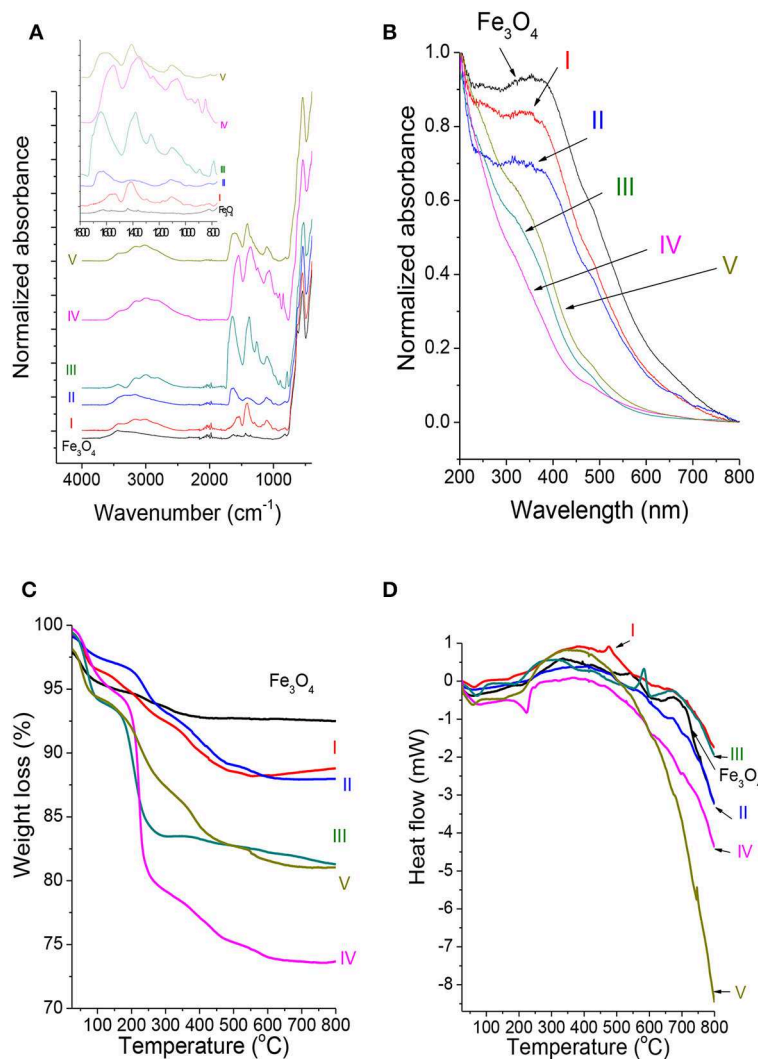 A
V
IV
III
II
I
1800 1600 1400 1200 1000 800
Normalized absorbance
V
IV
III
II
I
Fe₃O₄
4000 3000 2000 1000
Wavenumber (cm⁻¹)
B
Fe₃O₄
I
II
III
IV
V
Normalized absorbance
1.0
0.8
0.6
0.4
0.2
0.0
200 300 400 500 600 700 800
Wavelength (nm)
C
Weight loss (%)
100
95
90
85
80
75
70
Fe₃O₄
I
II
III
V
IV
100 200 300 400 500 600 700 800
Temperature (°C)
D
Heat flow (mW)
1
0
-1
-2
-3
-4
-5
-6
-7
-8
I
III
Fe₃O₄
II
IV
V
100 200 300 400 500 600 700 800
Temperature (°C)